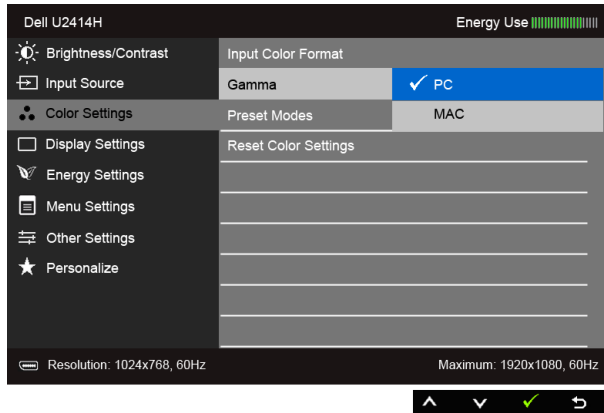 Dell U2414H Energy Use
Brightness/Contrast Input Color Format
Input Source Gamma PC
Color Settings Preset Modes MAC
Display Settings Reset Color Settings
Energy Settings
Menu Settings
Other Settings
Personalize
Resolution: 1024x768, 60Hz Maximum: 1920x1080, 60Hz